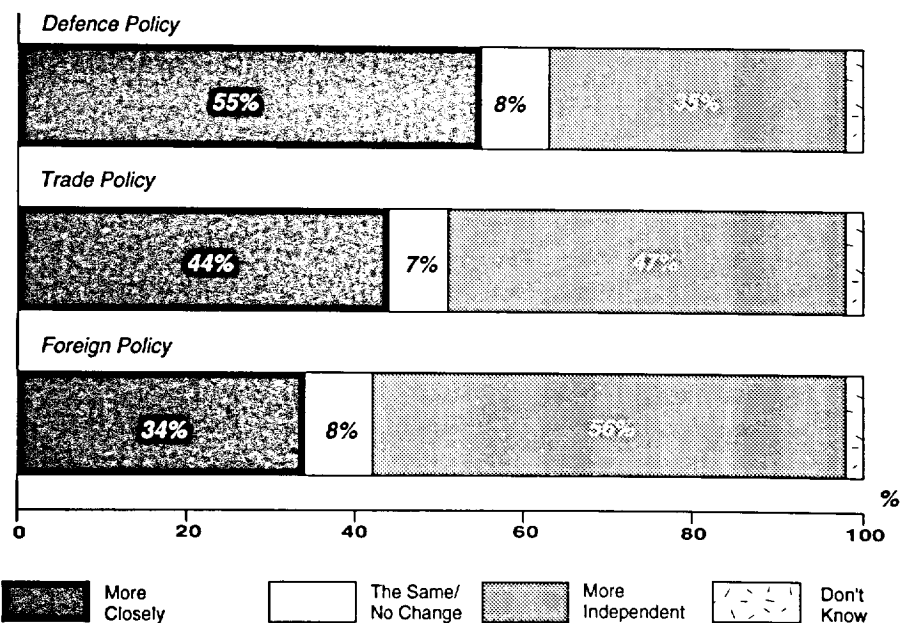 Defence Policy
55% 8% 35%
Trade Policy
44% 7% 47%
Foreign Policy
34% 8% 56%
%
0 20 40 60 80 100
More Closely
The Same/ No Change
More Independent
Don't Know